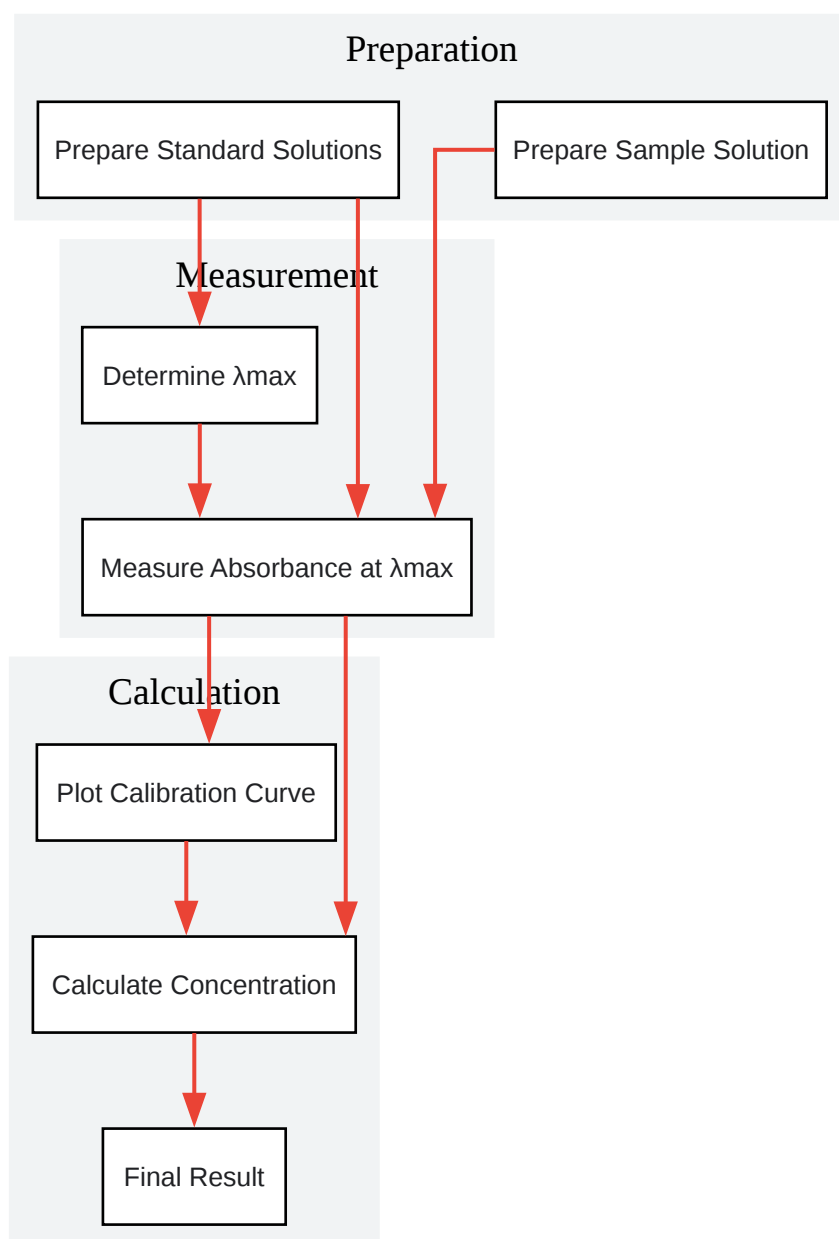 Preparation
Prepare Standard Solutions
Prepare Sample Solution
Measurement
Determine λmax
Measure Absorbance at λmax
Calculation
Plot Calibration Curve
Calculate Concentration
Final Result